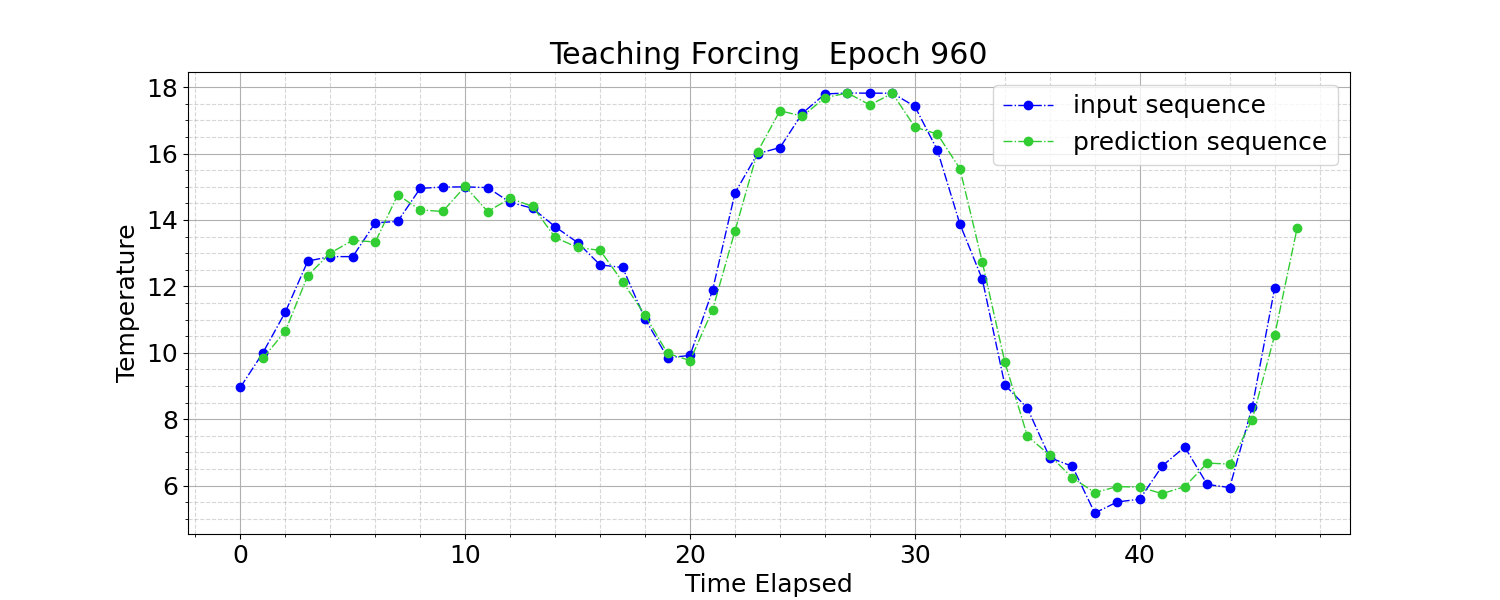 Teaching Forcing   Epoch 960
18
16
14
12
10
8
6
Temperature
input sequence
prediction sequence
0 10 20 30 40
Time Elapsed